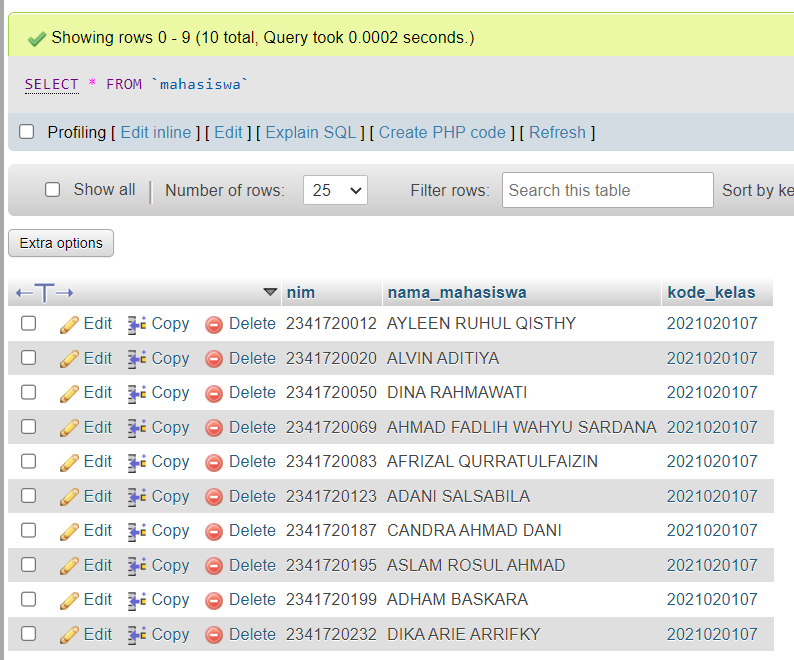 Showing rows 0 - 9 (10 total, Query took 0.0002 seconds.)
SELECT * FROM `mahasiswa`
Profiling [ Edit inline ] [ Edit ] [ Explain SQL ] [ Create PHP code ] [ Refresh ]
Show all Number of rows: 25 Filter rows: Search this table Sort by ke
Extra options
nim nama_mahasiswa kode_kelas
Edit Copy Delete 2341720012 AYLEEN RUHUL QISTHY 2021020107
Edit Copy Delete 2341720020 ALVIN ADITIYA 2021020107
Edit Copy Delete 2341720050 DINA RAHMAWATI 2021020107
Edit Copy Delete 2341720069 AHMAD FADLIH WAHYU SARDANA 2021020107
Edit Copy Delete 2341720083 AFRIZAL QURRATULFAIZIN 2021020107
Edit Copy Delete 2341720123 ADANI SALSABILA 2021020107
Edit Copy Delete 2341720187 CANDRA AHMAD DANI 2021020107
Edit Copy Delete 2341720195 ASLAM ROSUL AHMAD 2021020107
Edit Copy Delete 2341720199 ADHAM BASKARA 2021020107
Edit Copy Delete 2341720232 DIKA ARIE ARRIFKY 2021020107